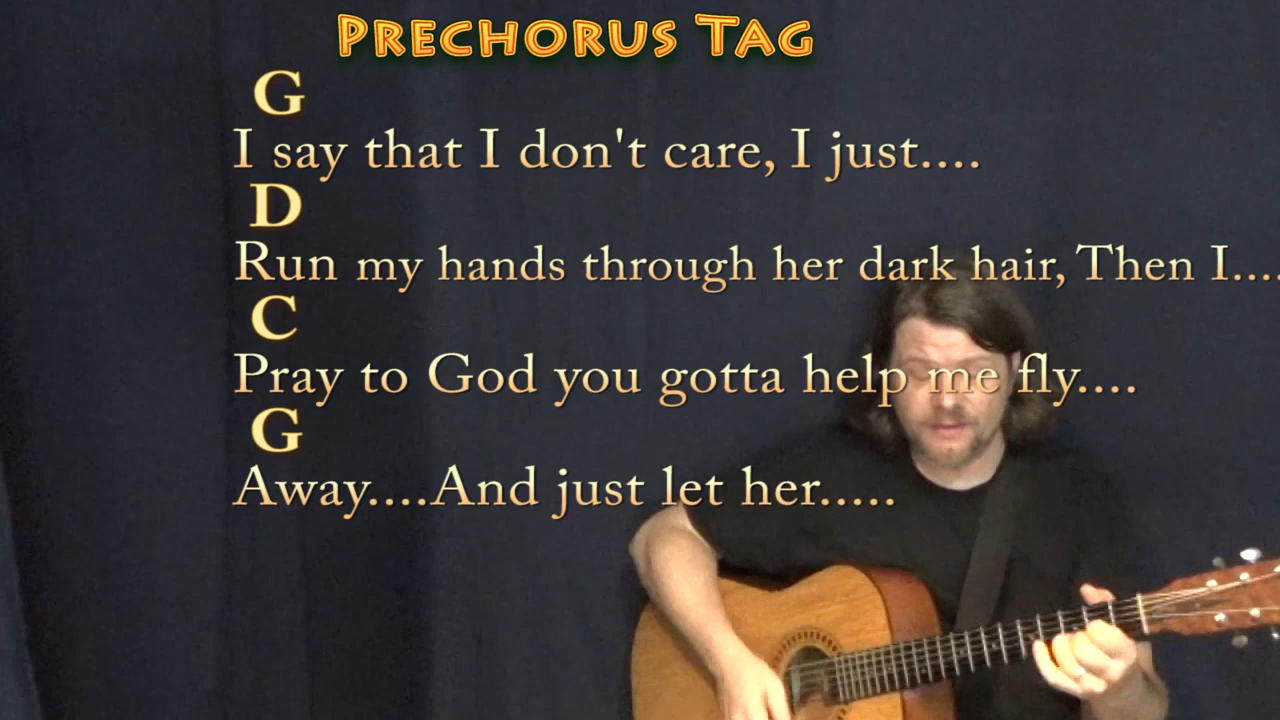 PRECHORUS TAG
G
I say that I don't care, I just....
D
Run my hands through her dark hair, Then I....
C
Pray to God you gotta help me fly....
G
Away....And just let her.....